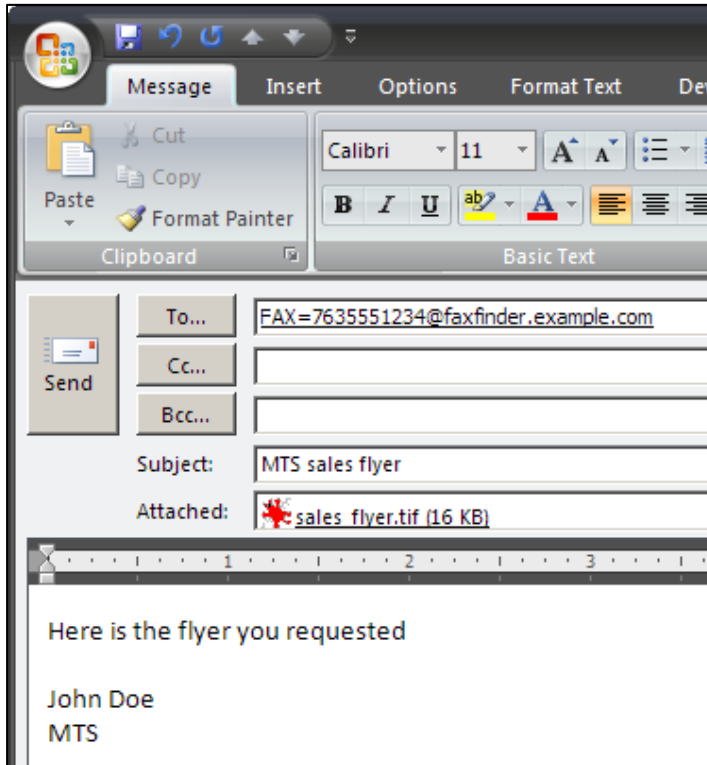 Message Insert Options Format Text De
Cut
Calibri 11 A A
Copy
Paste
Format Painter
B I U ab A
Clipboard Basic Text
To... FAX=7635551234@faxfinder.example.com
Cc...
Send
Bcc...
Subject: MTS sales flyer
Attached: sales_flyer.tif (16 KB)
1 2 3
Here is the flyer you requested
John Doe
MTS